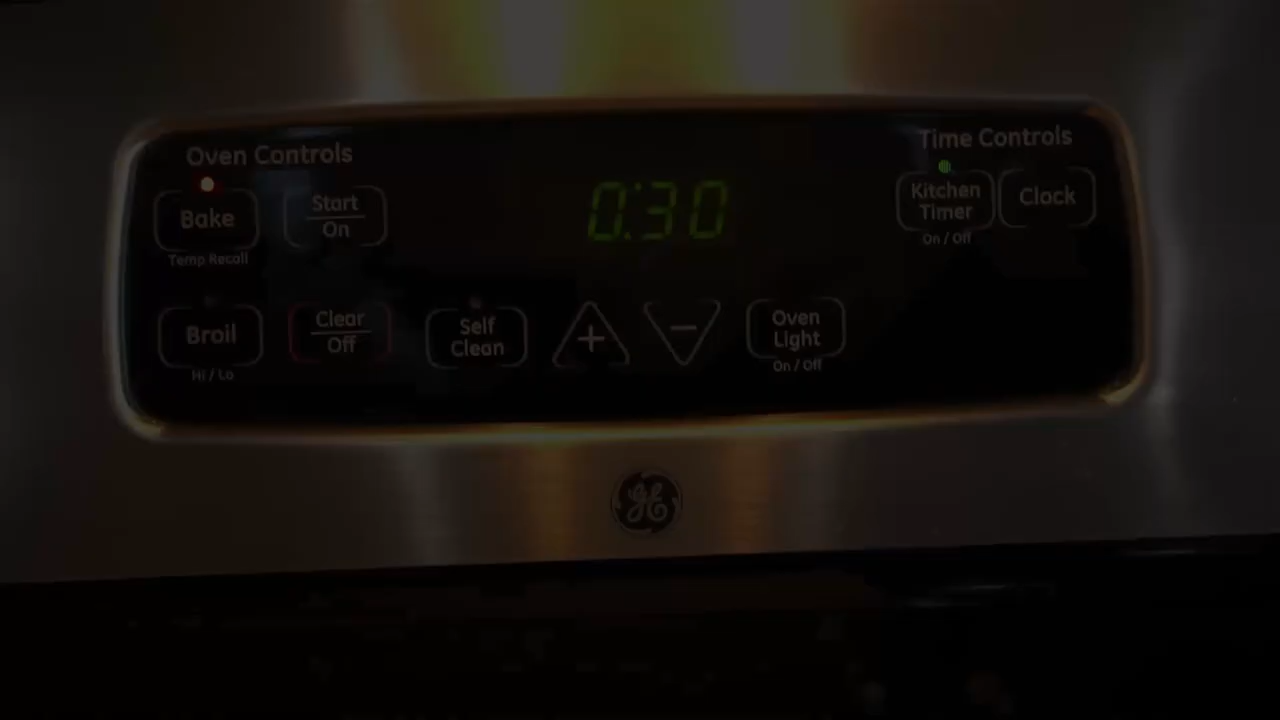 Oven Controls
Time Controls
Bake
Temp Recall
Start
On
0:30
Kitchen
Timer
On / Off
Clock
Broil
Hi / Lo
Clear
Off
Self
Clean
+
−
Oven
Light
On / Off
GE